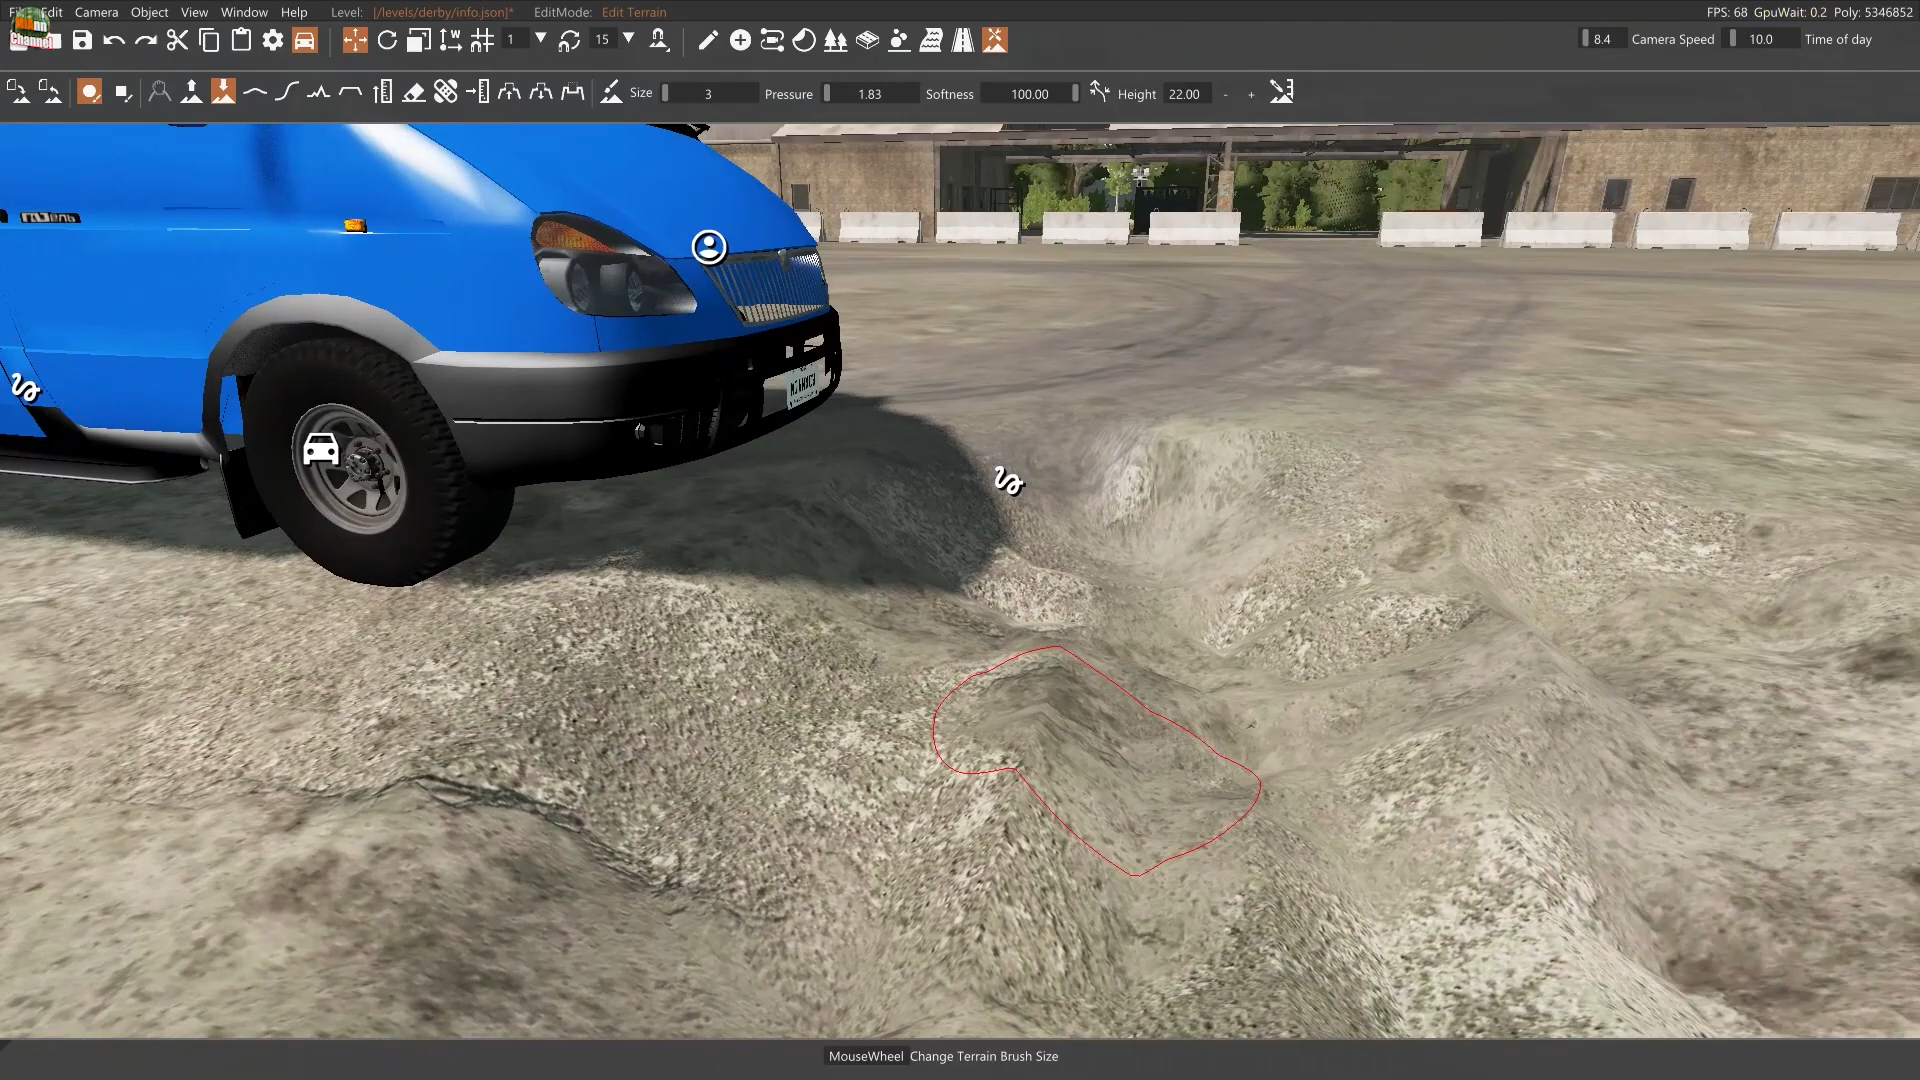 Edit Camera Object View Window Help Level: [/levels/derby/info.json]* EditMode: Edit Terrain FPS: 68 GpuWait: 0.2 Poly: 5346852
Channel
1 15 8.4 Camera Speed 10.0 Time of day
Size 3 Pressure 1.83 Softness 100.00 Height 22.00 - +
MouseWheel Change Terrain Brush Size